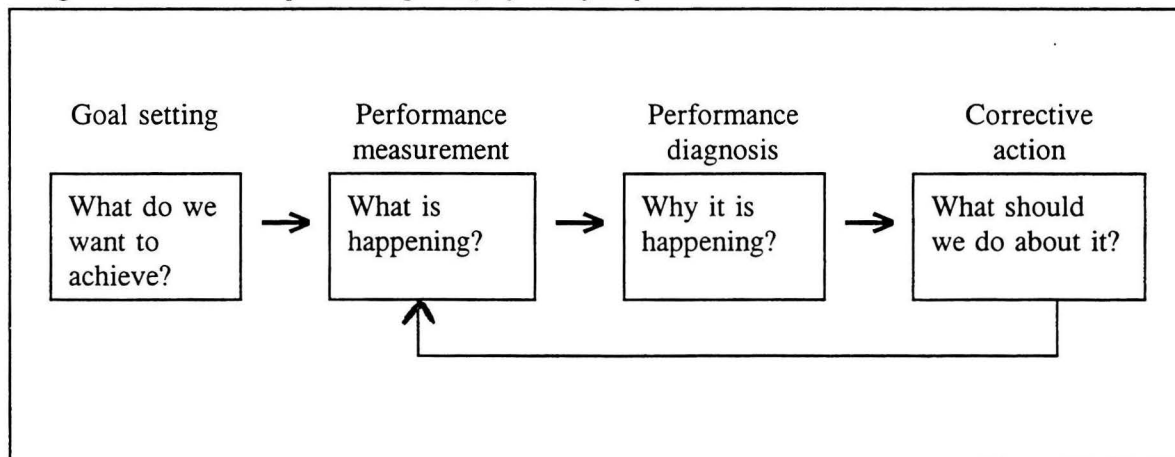 Goal setting
Performance
measurement
Performance
diagnosis
Corrective
action
What do we
want to
achieve?
What is
happening?
Why it is
happening?
What should
we do about it?